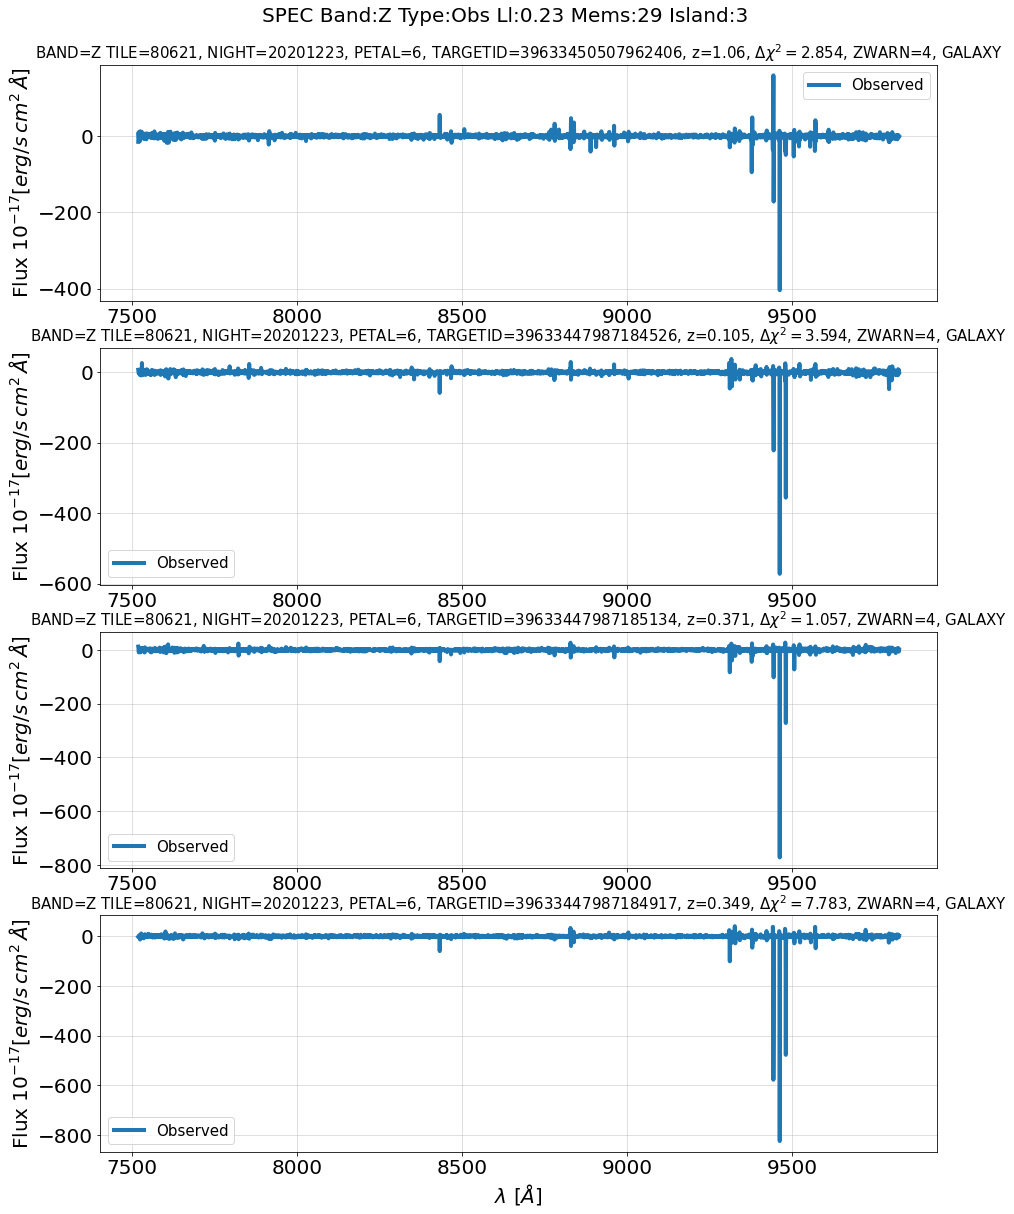 SPEC Band:Z Type:Obs Ll:0.23 Mems:29 Island:3
BAND=Z TILE=80621, NIGHT=20201223, PETAL=6, TARGETID=39633450507962406, z=1.06, Δχ² = 2.854, ZWARN=4, GALAXY
Flux 10⁻¹⁷[erg/s cm² Å]
0
−200
−400
Observed
7500 8000 8500 9000 9500
BAND=Z TILE=80621, NIGHT=20201223, PETAL=6, TARGETID=39633447987184526, z=0.105, Δχ² = 3.594, ZWARN=4, GALAXY
Flux 10⁻¹⁷[erg/s cm² Å]
0
−200
−400
−600
Observed
7500 8000 8500 9000 9500
BAND=Z TILE=80621, NIGHT=20201223, PETAL=6, TARGETID=39633447987185134, z=0.371, Δχ² = 1.057, ZWARN=4, GALAXY
Flux 10⁻¹⁷[erg/s cm² Å]
0
−200
−400
−600
−800
Observed
7500 8000 8500 9000 9500
BAND=Z TILE=80621, NIGHT=20201223, PETAL=6, TARGETID=39633447987184917, z=0.349, Δχ² = 7.783, ZWARN=4, GALAXY
Flux 10⁻¹⁷[erg/s cm² Å]
0
−200
−400
−600
−800
Observed
7500 8000 8500 9000 9500
λ [Å]